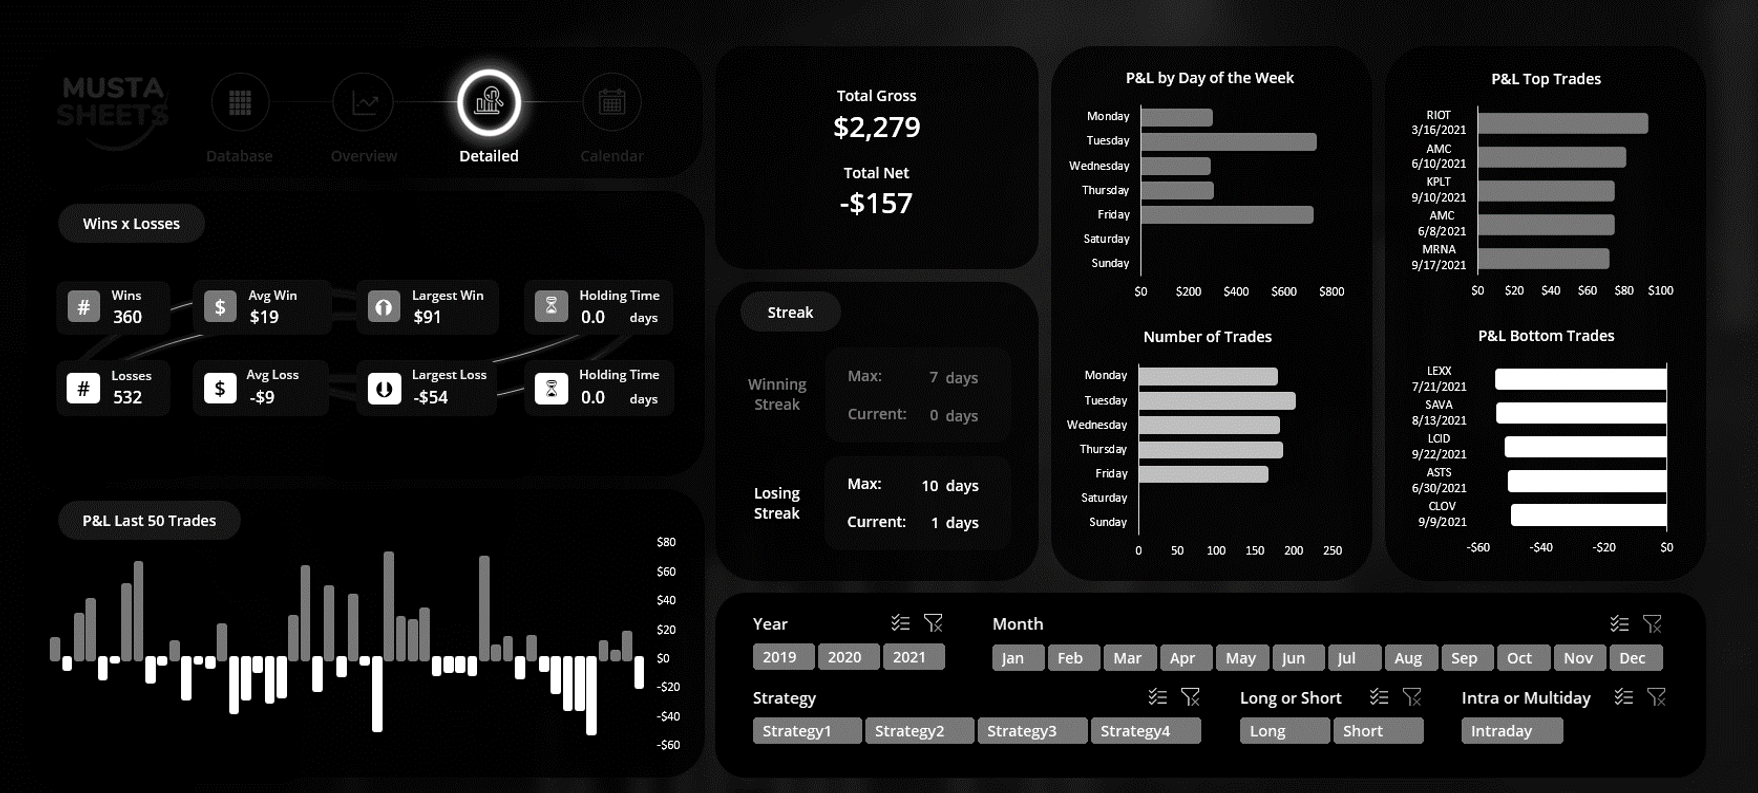 MUSTA
SHEETS
Database
Overview
Detailed
Calendar
Wins x Losses
# Wins
360
$ Avg Win
$19
Largest Win
$91
Holding Time
0.0 days
# Losses
532
$ Avg Loss
-$9
Largest Loss
-$54
Holding Time
0.0 days
P&L Last 50 Trades
$80
$60
$40
$20
$0
-$20
-$40
-$60
Total Gross
$2,279
Total Net
-$157
Streak
Winning
Streak
Max: 7 days
Current: 0 days
Losing
Streak
Max: 10 days
Current: 1 days
P&L by Day of the Week
Monday
Tuesday
Wednesday
Thursday
Friday
Saturday
Sunday
$0 $200 $400 $600 $800
Number of Trades
Monday
Tuesday
Wednesday
Thursday
Friday
Saturday
Sunday
0 50 100 150 200 250
P&L Top Trades
RIOT
3/16/2021
AMC
6/10/2021
KPLT
9/10/2021
AMC
6/8/2021
MRNA
9/17/2021
$0 $20 $40 $60 $80 $100
P&L Bottom Trades
LEXX
7/21/2021
SAVA
8/13/2021
LCID
9/22/2021
ASTS
6/30/2021
CLOV
9/9/2021
-$60 -$40 -$20 $0
Year
2019 2020 2021
Month
Jan Feb Mar Apr May Jun Jul Aug Sep Oct Nov Dec
Strategy
Strategy1 Strategy2 Strategy3 Strategy4
Long or Short
Long Short
Intra or Multiday
Intraday